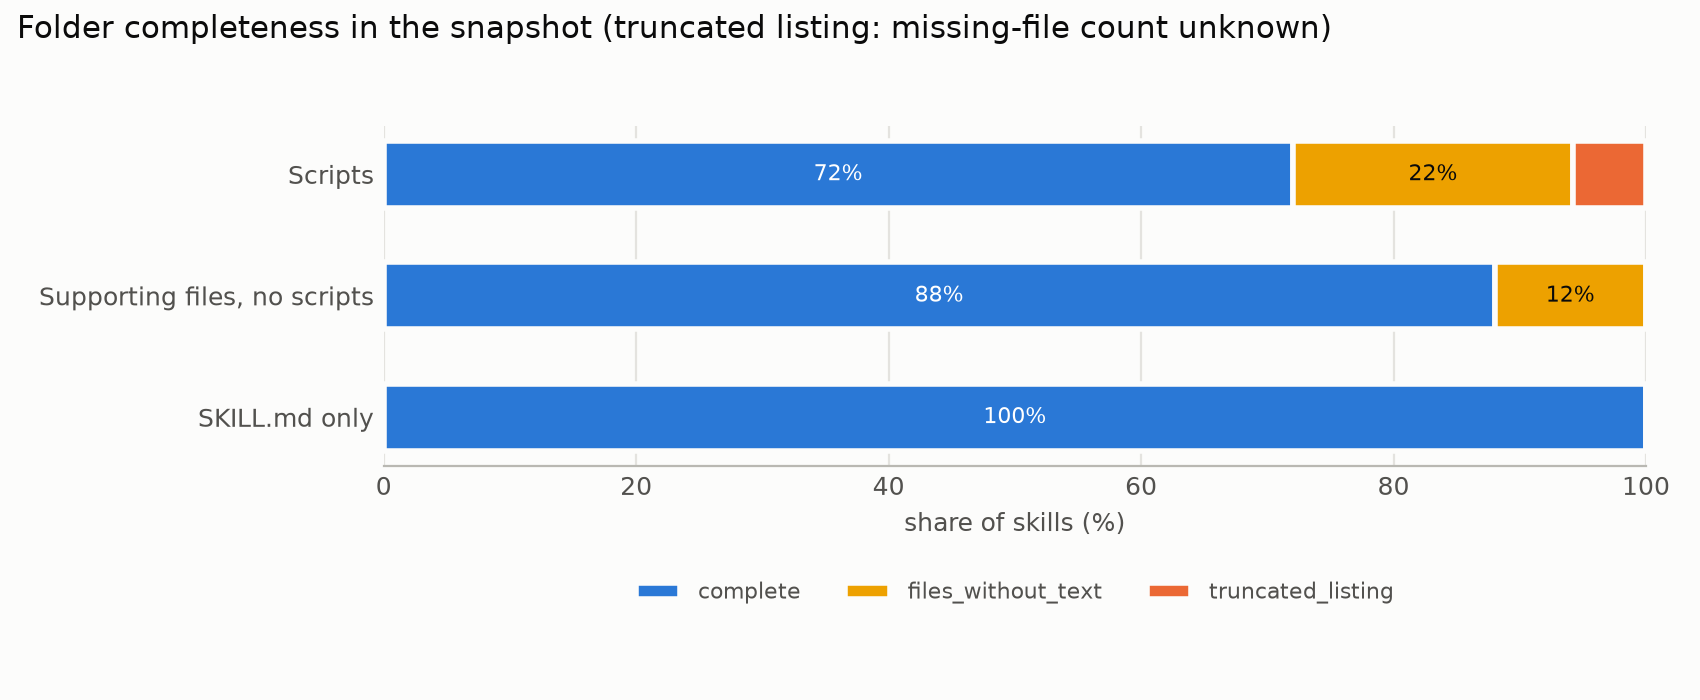 Folder completeness in the snapshot (truncated listing: missing-file count unknown)
Scripts
72%
22%
Supporting files, no scripts
88%
12%
SKILL.md only
100%
0 20 40 60 80 100
share of skills (%)
complete files_without_text truncated_listing